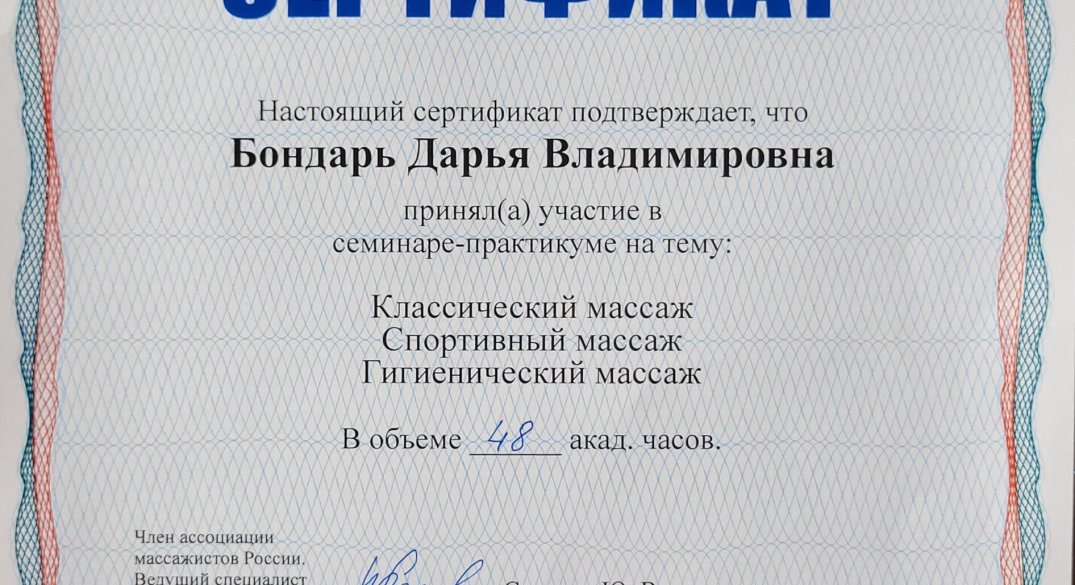 СЕРТИФИКАТ
Настоящий сертификат подтверждает, что
Бондарь Дарья Владимировна
принял(а) участие в
семинаре-практикуме на тему:
Классический массаж
Спортивный массаж
Гигиенический массаж
В объеме 48 акад. часов.
Член ассоциации
массажистов России.
Ведущий специалист